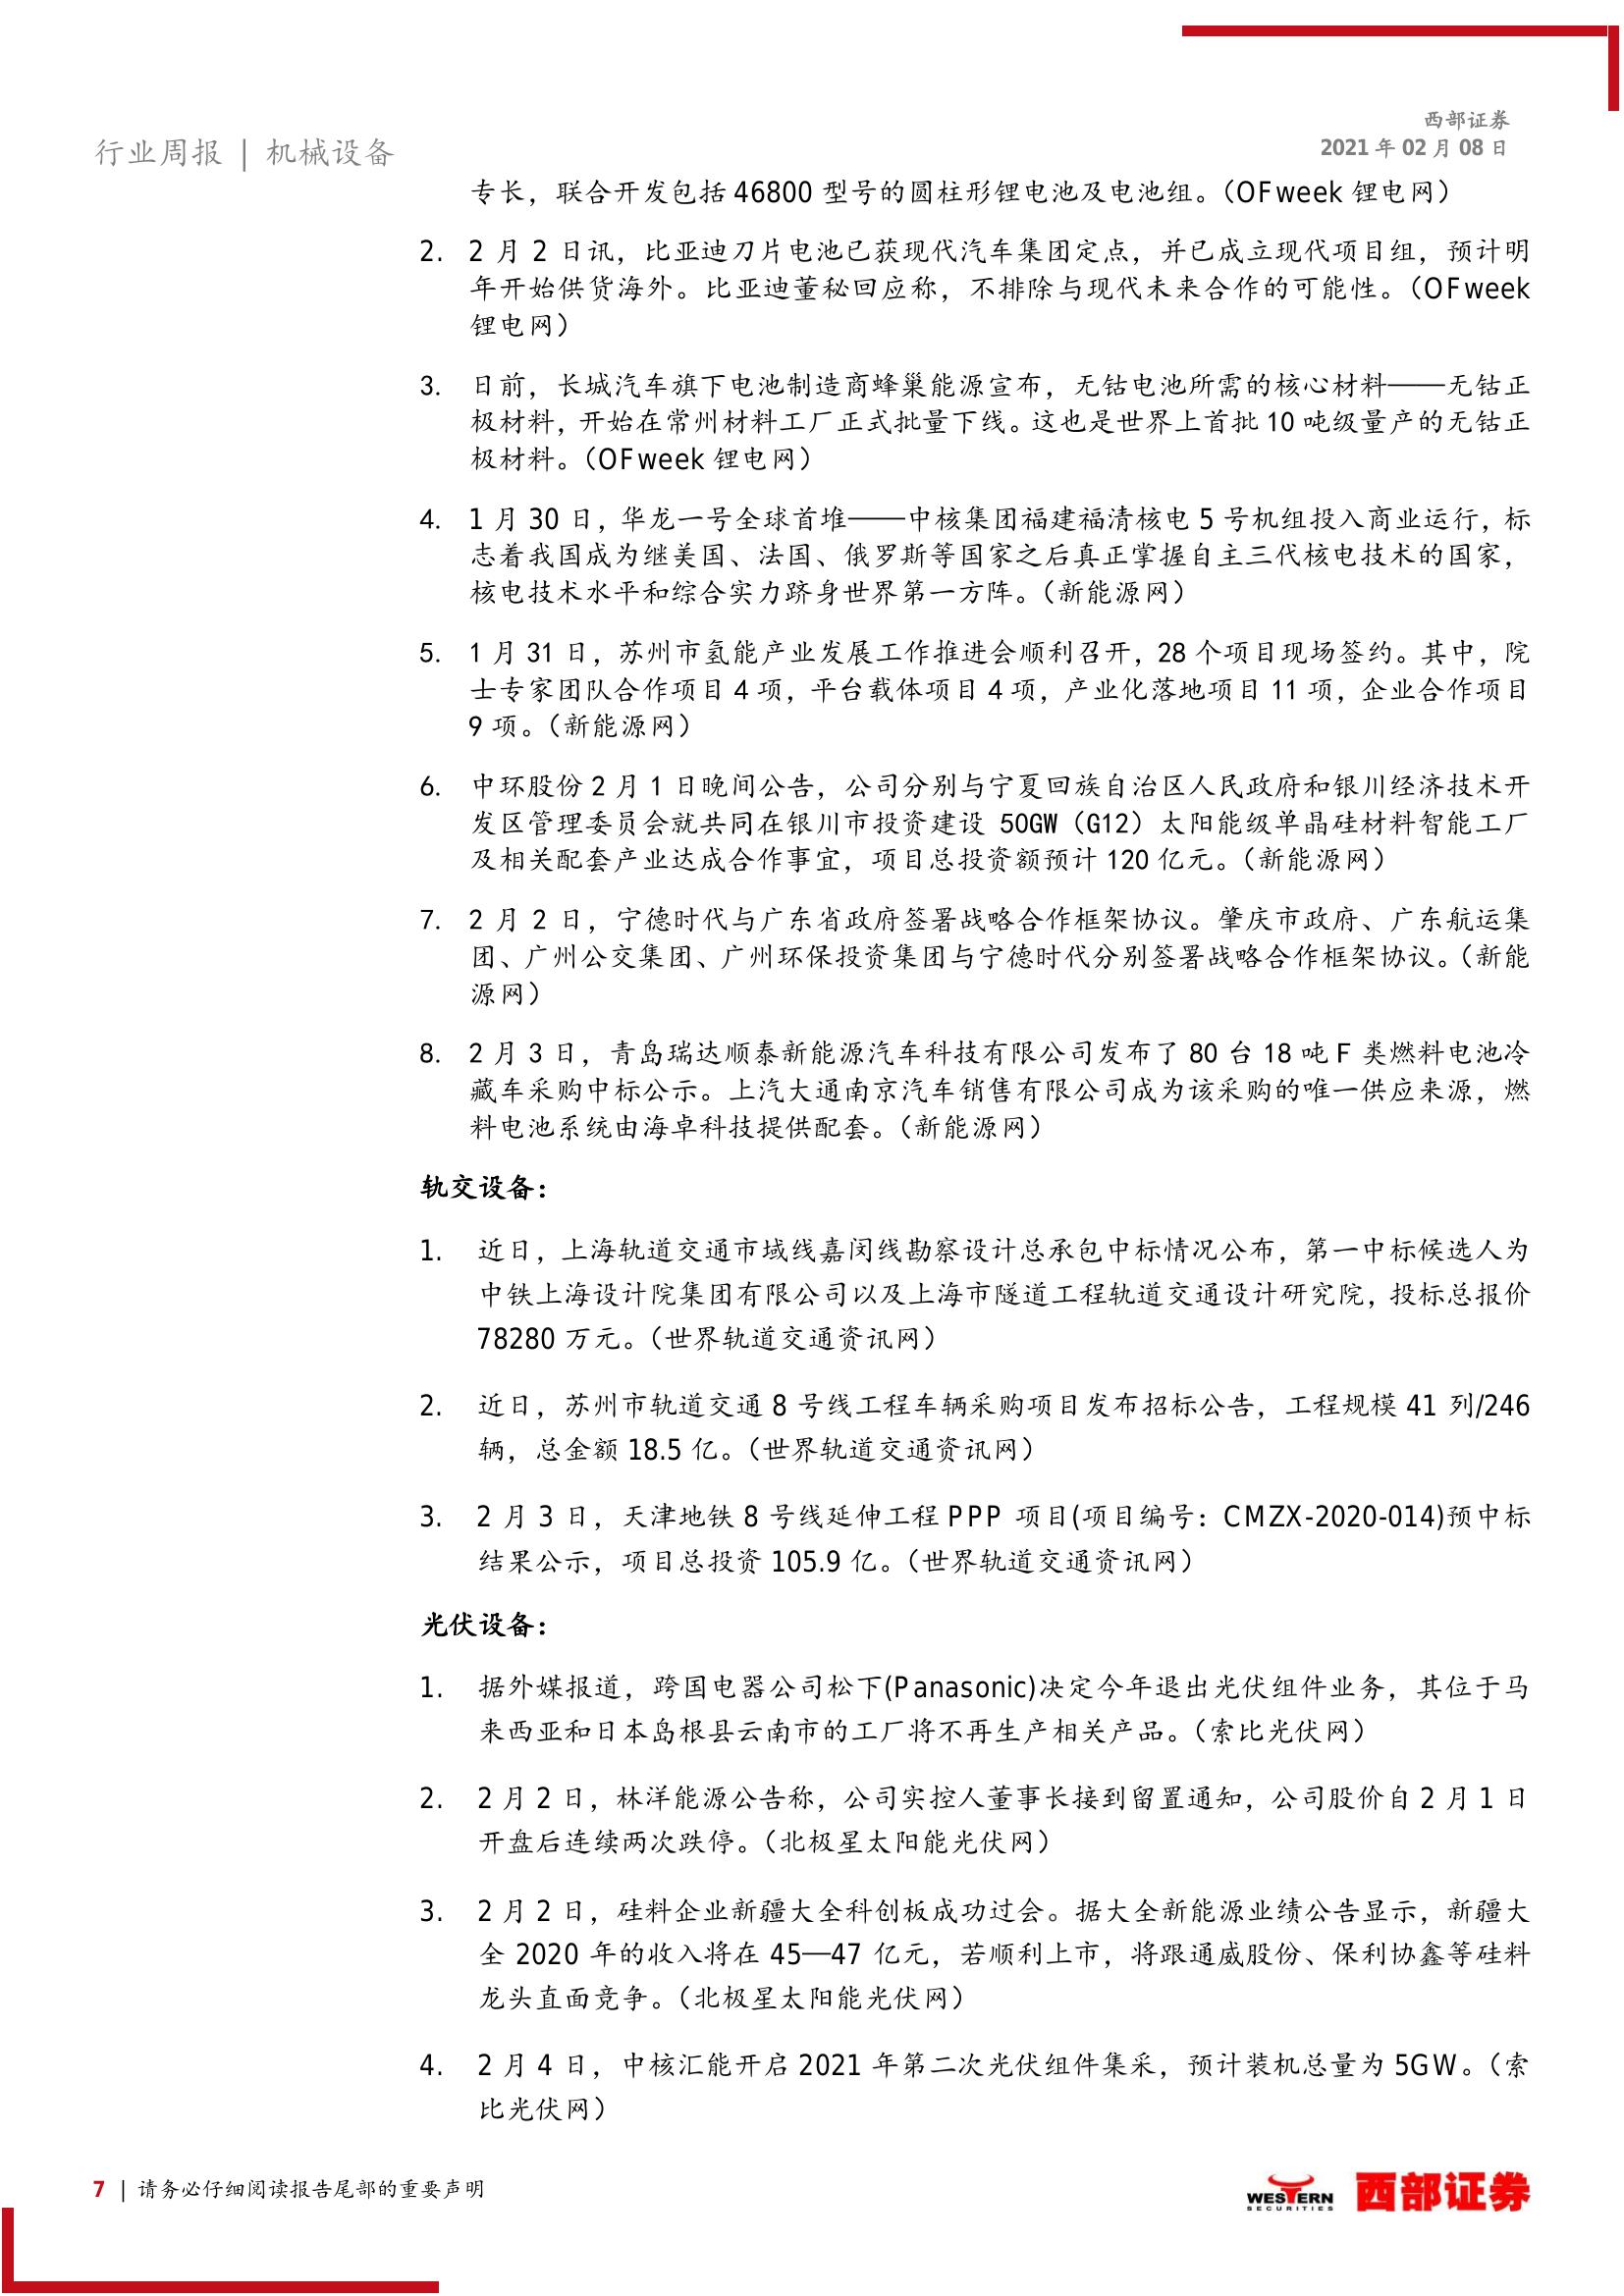 西部证券
行业周报 | 机械设备
2021 年 02 月 08 日
专长，联合开发包括 46800 型号的圆柱形锂电池及电池组。（OFweek 锂电网）
2. 2 月 2 日讯，比亚迪刀片电池已获现代汽车集团定点，并已成立现代项目组，预计明
年开始供货海外。比亚迪董秘回应称，不排除与现代未来合作的可能性。（OFweek
锂电网）
3. 日前，长城汽车旗下电池制造商蜂巢能源宣布，无钴电池所需的核心材料——无钴正
极材料，开始在常州材料工厂正式批量下线。这也是世界上首批 10 吨级量产的无钴正
极材料。（OFweek 锂电网）
4. 1 月 30 日，华龙一号全球首堆——中核集团福建福清核电 5 号机组投入商业运行，标
志着我国成为继美国、法国、俄罗斯等国家之后真正掌握自主三代核电技术的国家，
核电技术水平和综合实力跻身世界第一方阵。（新能源网）
5. 1 月 31 日，苏州市氢能产业发展工作推进会顺利召开，28 个项目现场签约。其中，院
士专家团队合作项目 4 项，平台载体项目 4 项，产业化落地项目 11 项，企业合作项目
9 项。（新能源网）
6. 中环股份 2 月 1 日晚间公告，公司分别与宁夏回族自治区人民政府和银川经济技术开
发区管理委员会就共同在银川市投资建设 50GW（G12）太阳能级单晶硅材料智能工厂
及相关配套产业达成合作事宜，项目总投资额预计 120 亿元。（新能源网）
7. 2 月 2 日，宁德时代与广东省政府签署战略合作框架协议。肇庆市政府、广东航运集
团、广州公交集团、广州环保投资集团与宁德时代分别签署战略合作框架协议。（新能
源网）
8. 2 月 3 日，青岛瑞达顺泰新能源汽车科技有限公司发布了 80 台 18 吨 F 类燃料电池冷
藏车采购中标公示。上汽大通南京汽车销售有限公司成为该采购的唯一供应来源，燃
料电池系统由海卓科技提供配套。（新能源网）
轨交设备：
1. 近日，上海轨道交通市域线嘉闵线勘察设计总承包中标情况公布，第一中标候选人为
中铁上海设计院集团有限公司以及上海市隧道工程轨道交通设计研究院，投标总报价
78280 万元。（世界轨道交通资讯网）
2. 近日，苏州市轨道交通 8 号线工程车辆采购项目发布招标公告，工程规模 41 列/246
辆，总金额 18.5 亿。（世界轨道交通资讯网）
3. 2 月 3 日，天津地铁 8 号线延伸工程 PPP 项目(项目编号：CMZX-2020-014)预中标
结果公示，项目总投资 105.9 亿。（世界轨道交通资讯网）
光伏设备：
1. 据外媒报道，跨国电器公司松下(Panasonic)决定今年退出光伏组件业务，其位于马
来西亚和日本岛根县云南市的工厂将不再生产相关产品。（索比光伏网）
2. 2 月 2 日，林洋能源公告称，公司实控人董事长接到留置通知，公司股价自 2 月 1 日
开盘后连续两次跌停。（北极星太阳能光伏网）
3. 2 月 2 日，硅料企业新疆大全科创板成功过会。据大全新能源业绩公告显示，新疆大
全 2020 年的收入将在 45—47 亿元，若顺利上市，将跟通威股份、保利协鑫等硅料
龙头直面竞争。（北极星太阳能光伏网）
4. 2 月 4 日，中核汇能开启 2021 年第二次光伏组件集采，预计装机总量为 5GW。（索
比光伏网）
7 | 请务必仔细阅读报告尾部的重要声明
WESTERN
SECURITIES
西部证券